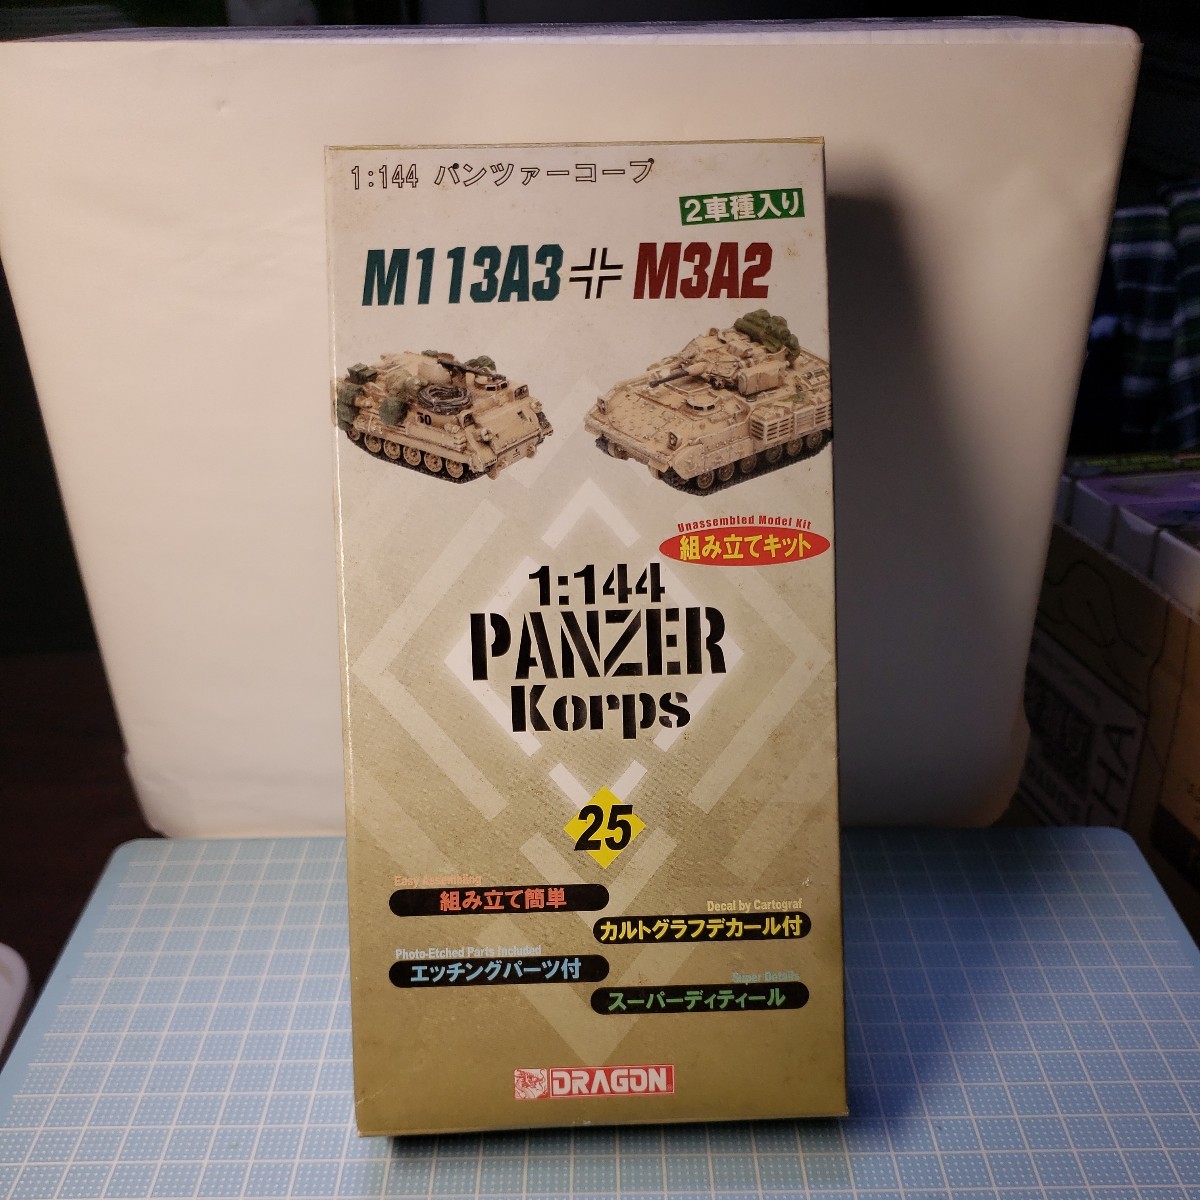 1:144 パンツァーコープ
2車種入り
M113A3 M3A2
Unassembled Model Kit
組み立てキット
1:144
PANZER
Korps
25
Easy Assembling
組み立て簡単
Decal by Cartograf
カルトグラフデカール付
Photo-Etched Parts Included
エッチングパーツ付
Super Details
スーパーディティール
DRAGON